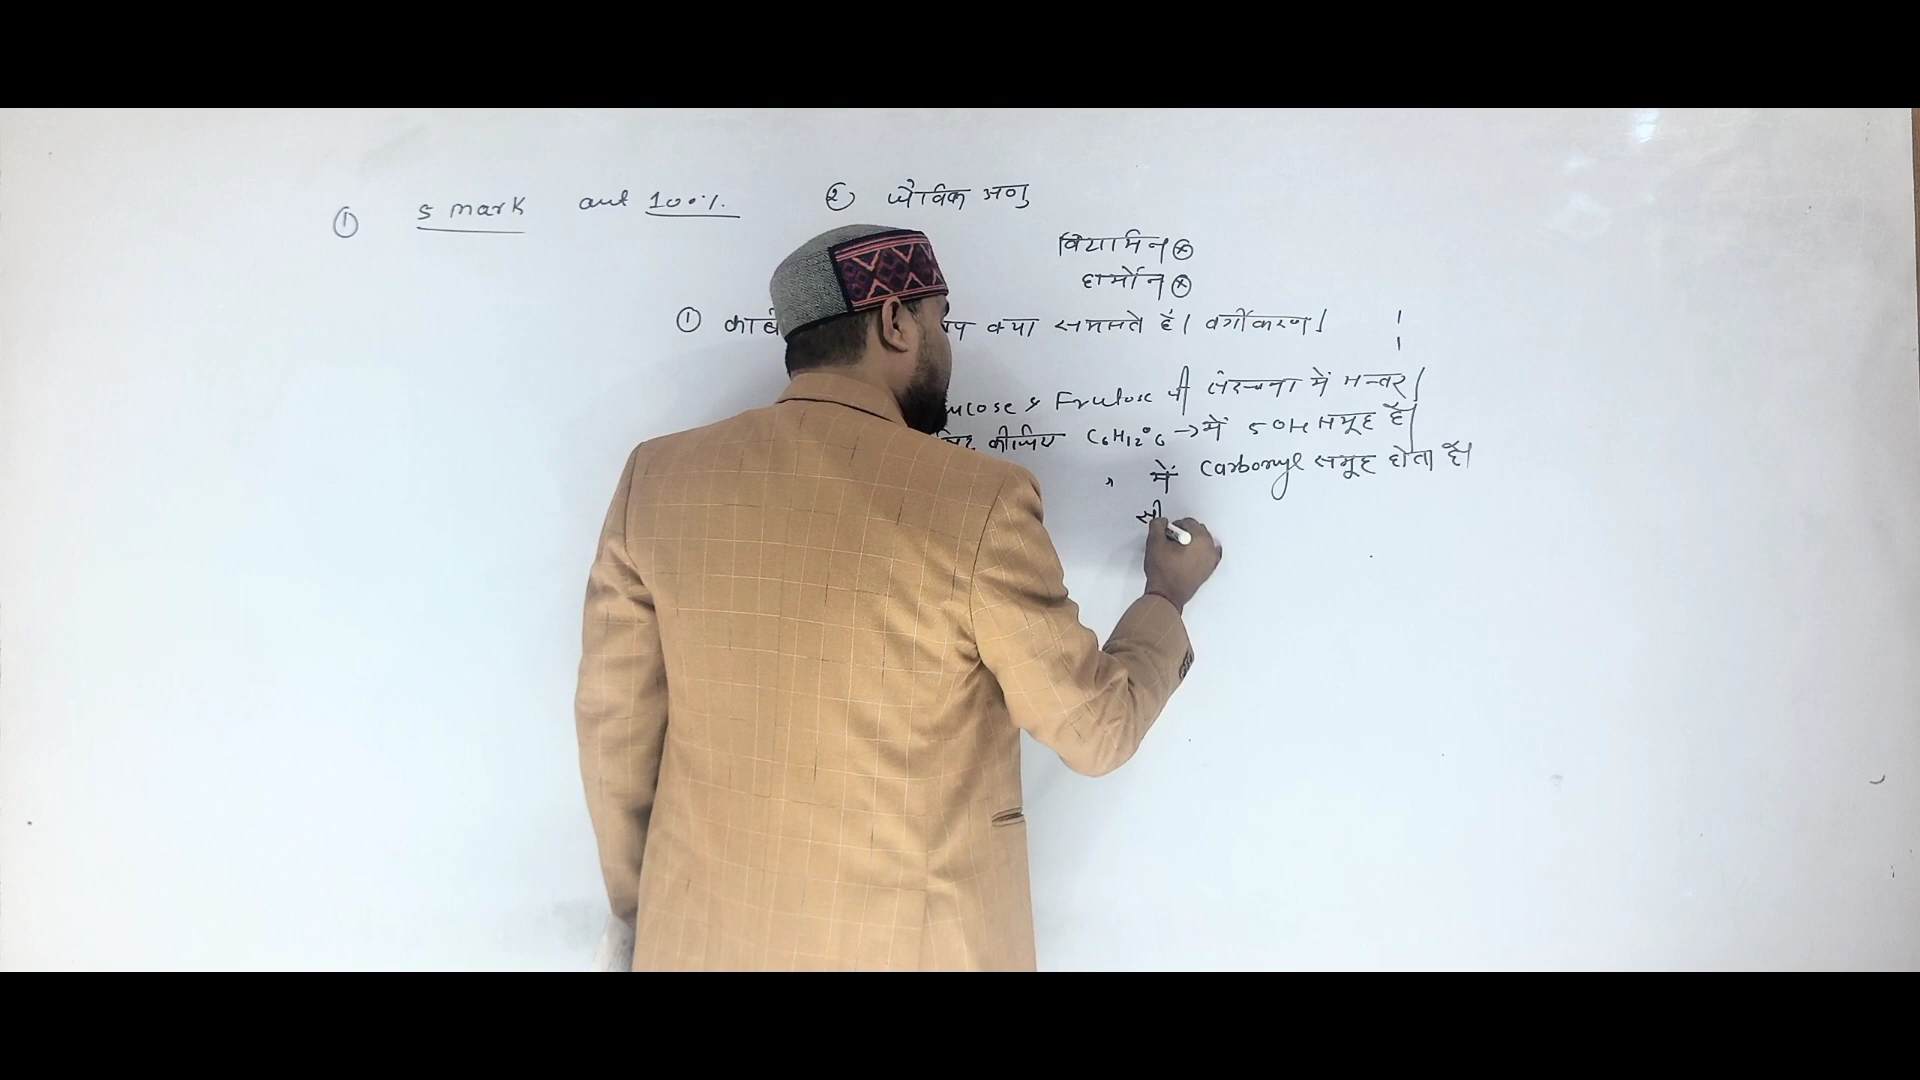 ① 5 mark and 100%.
② जैविक अणु
विटामिन ⊗
हार्मोन ⊗
① क्या समझते हैं। वर्गीकरण।
& Fructose की संरचना में अन्तर।
कीजिए C6H12O6 → में 5 OH समूह है।
" में Carbonyl समूह होता है।
सी